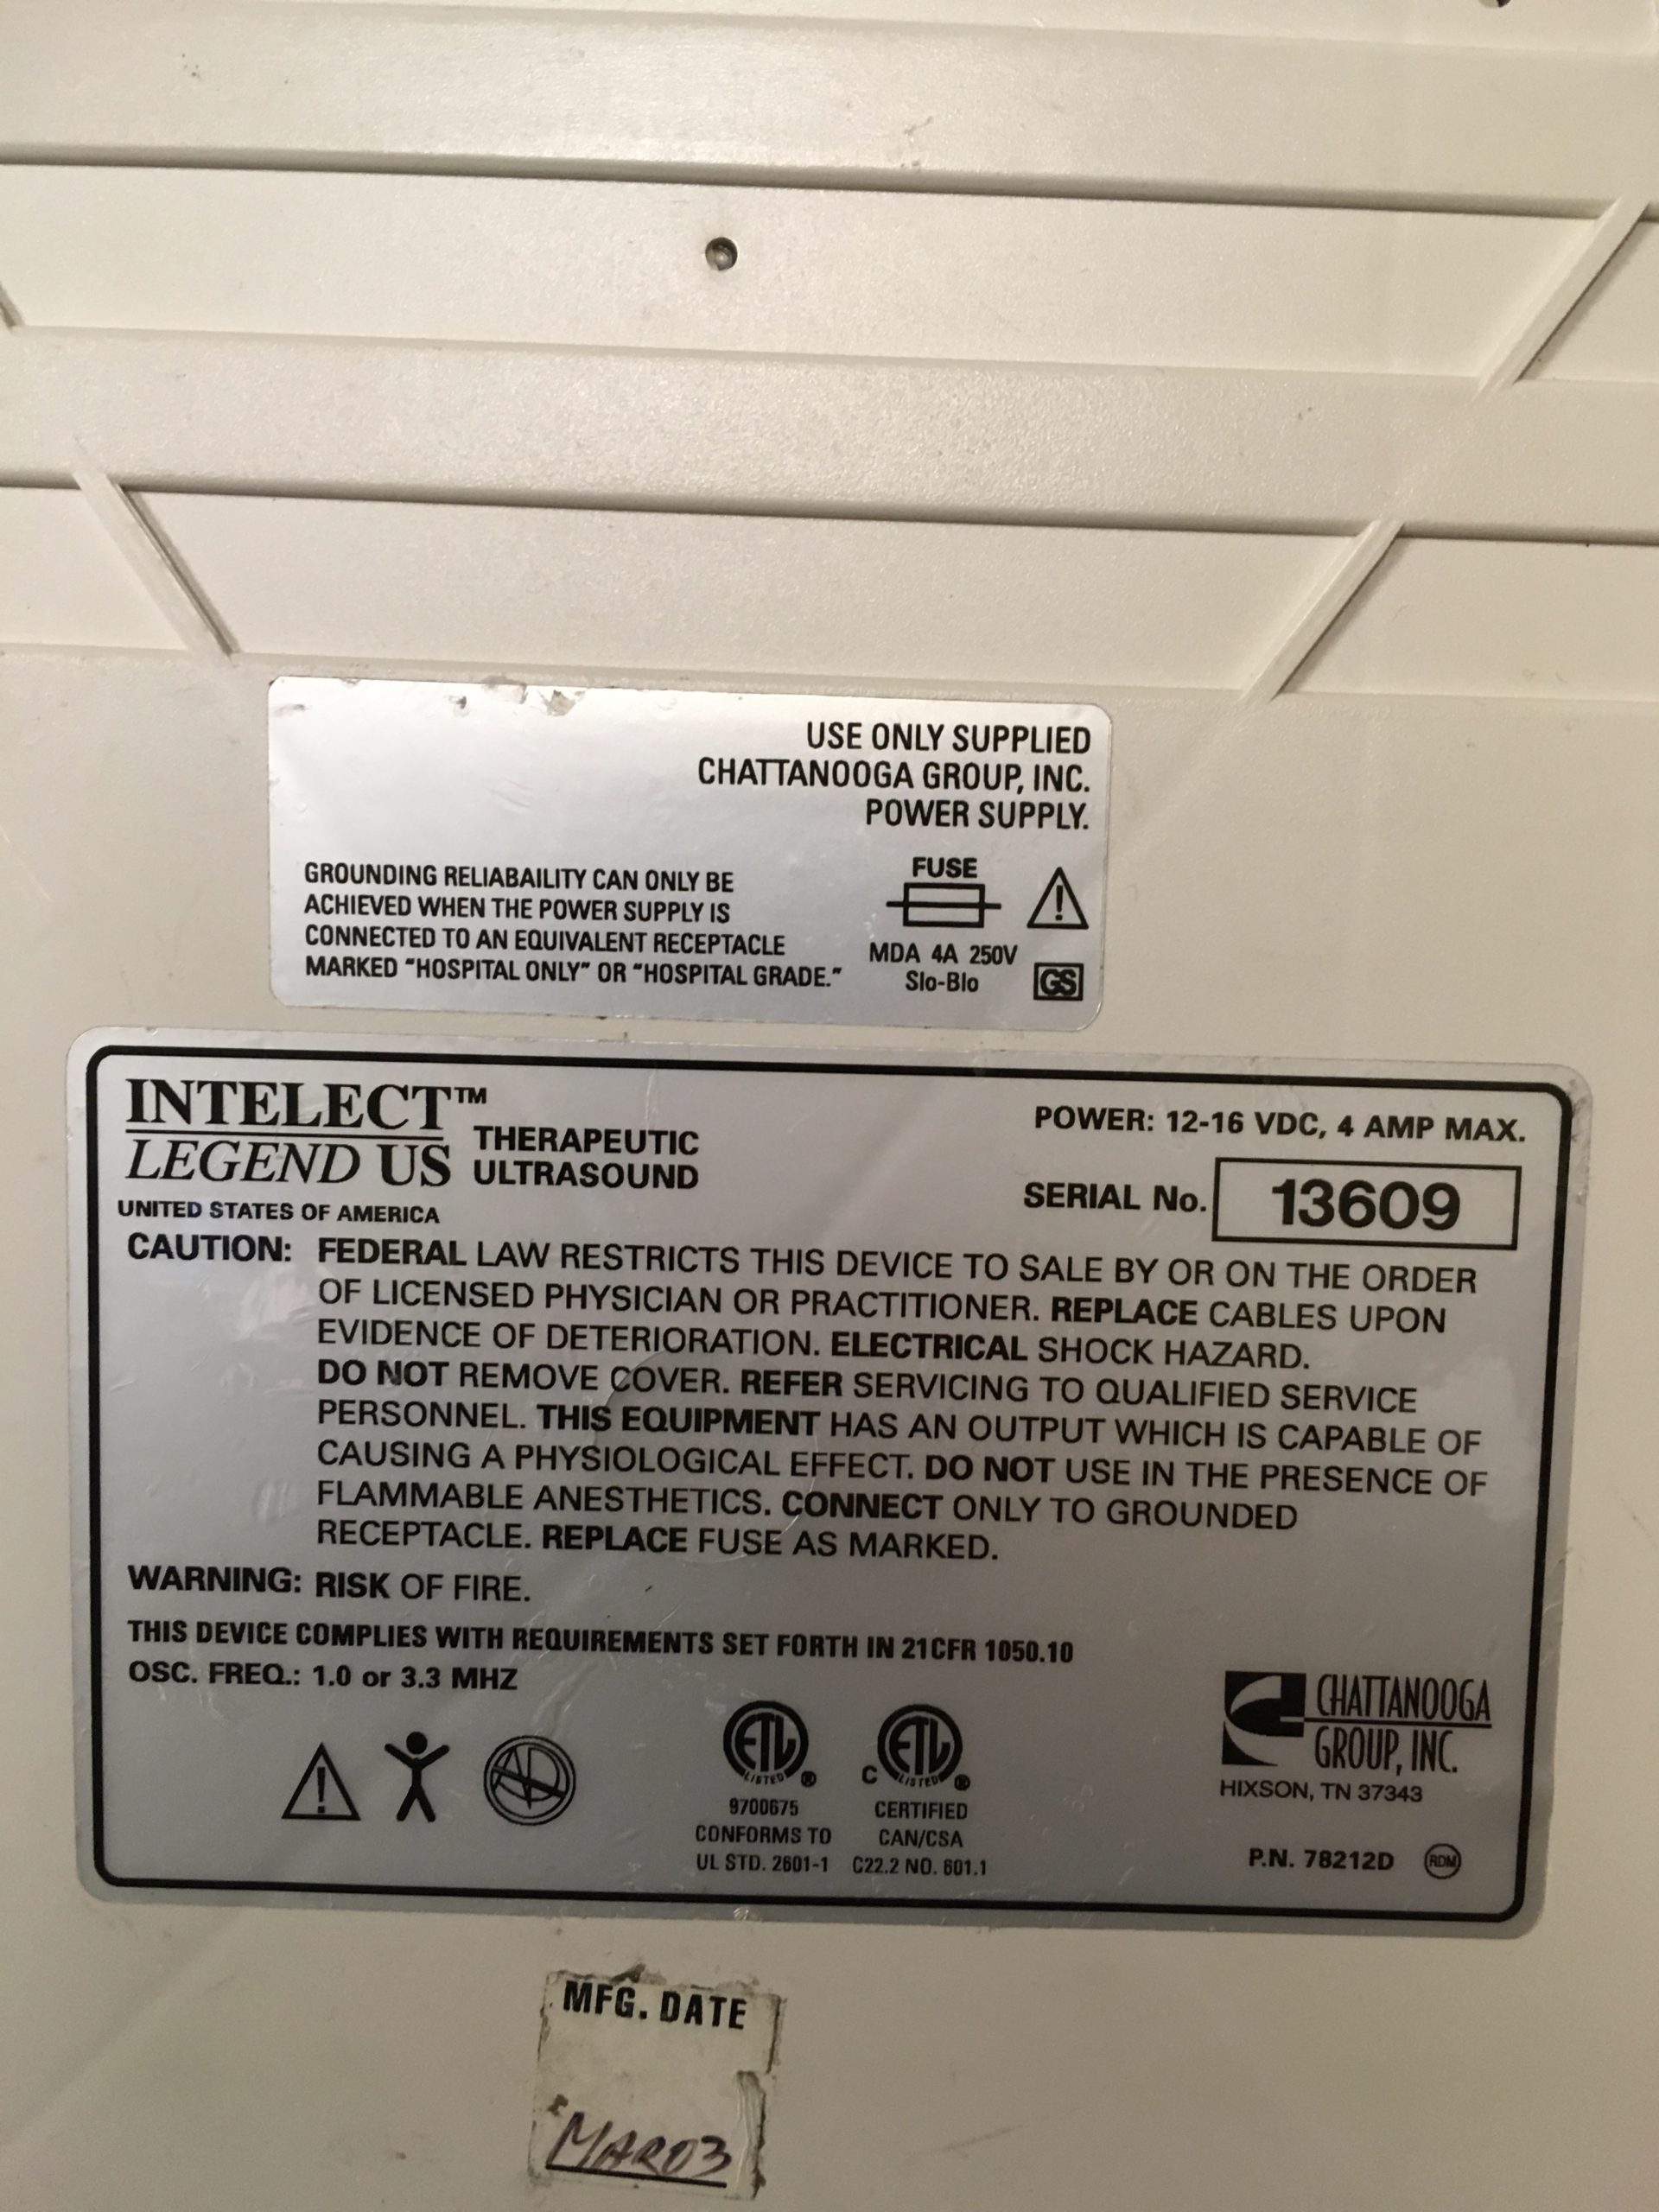 USE ONLY SUPPLIED
CHATTANOOGA GROUP, INC.
POWER SUPPLY.
GROUNDING RELIABAILITY CAN ONLY BE
ACHIEVED WHEN THE POWER SUPPLY IS
CONNECTED TO AN EQUIVALENT RECEPTACLE
MARKED "HOSPITAL ONLY" OR "HOSPITAL GRADE."
FUSE
MDA 4A 250V
Slo-Blo
GS
INTELECT™
LEGEND US
THERAPEUTIC
ULTRASOUND
UNITED STATES OF AMERICA
POWER: 12-16 VDC, 4 AMP MAX.
SERIAL No. 13609
CAUTION: FEDERAL LAW RESTRICTS THIS DEVICE TO SALE BY OR ON THE ORDER
OF LICENSED PHYSICIAN OR PRACTITIONER. REPLACE CABLES UPON
EVIDENCE OF DETERIORATION. ELECTRICAL SHOCK HAZARD.
DO NOT REMOVE COVER. REFER SERVICING TO QUALIFIED SERVICE
PERSONNEL. THIS EQUIPMENT HAS AN OUTPUT WHICH IS CAPABLE OF
CAUSING A PHYSIOLOGICAL EFFECT. DO NOT USE IN THE PRESENCE OF
FLAMMABLE ANESTHETICS. CONNECT ONLY TO GROUNDED
RECEPTACLE. REPLACE FUSE AS MARKED.
WARNING: RISK OF FIRE.
THIS DEVICE COMPLIES WITH REQUIREMENTS SET FORTH IN 21CFR 1050.10
OSC. FREQ.: 1.0 or 3.3 MHZ
ETL
LISTED ®
9700675
CONFORMS TO
UL STD. 2601-1
C ETL
LISTED ®
CERTIFIED
CAN/CSA
C22.2 NO. 601.1
CHATTANOOGA
GROUP, INC.
HIXSON, TN 37343
P.N. 78212D RDM
MFG. DATE
MAR03